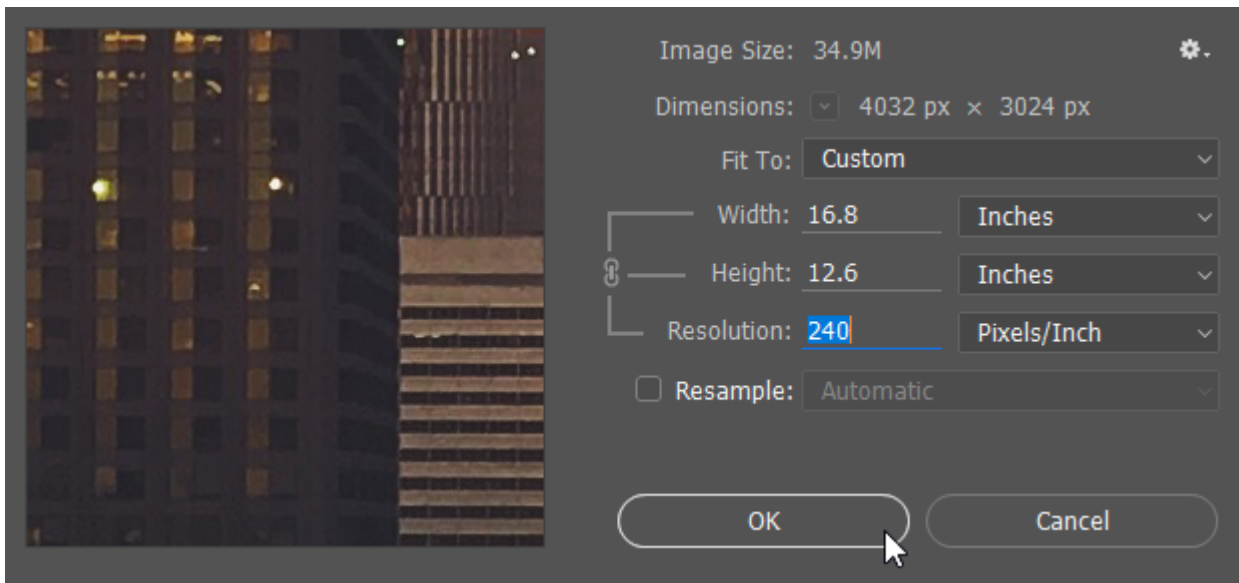 Image Size: 34.9M
Dimensions: 4032 px × 3024 px
Fit To: Custom
Width: 16.8 Inches
Height: 12.6 Inches
Resolution: 240 Pixels/Inch
Resample: Automatic
OK Cancel